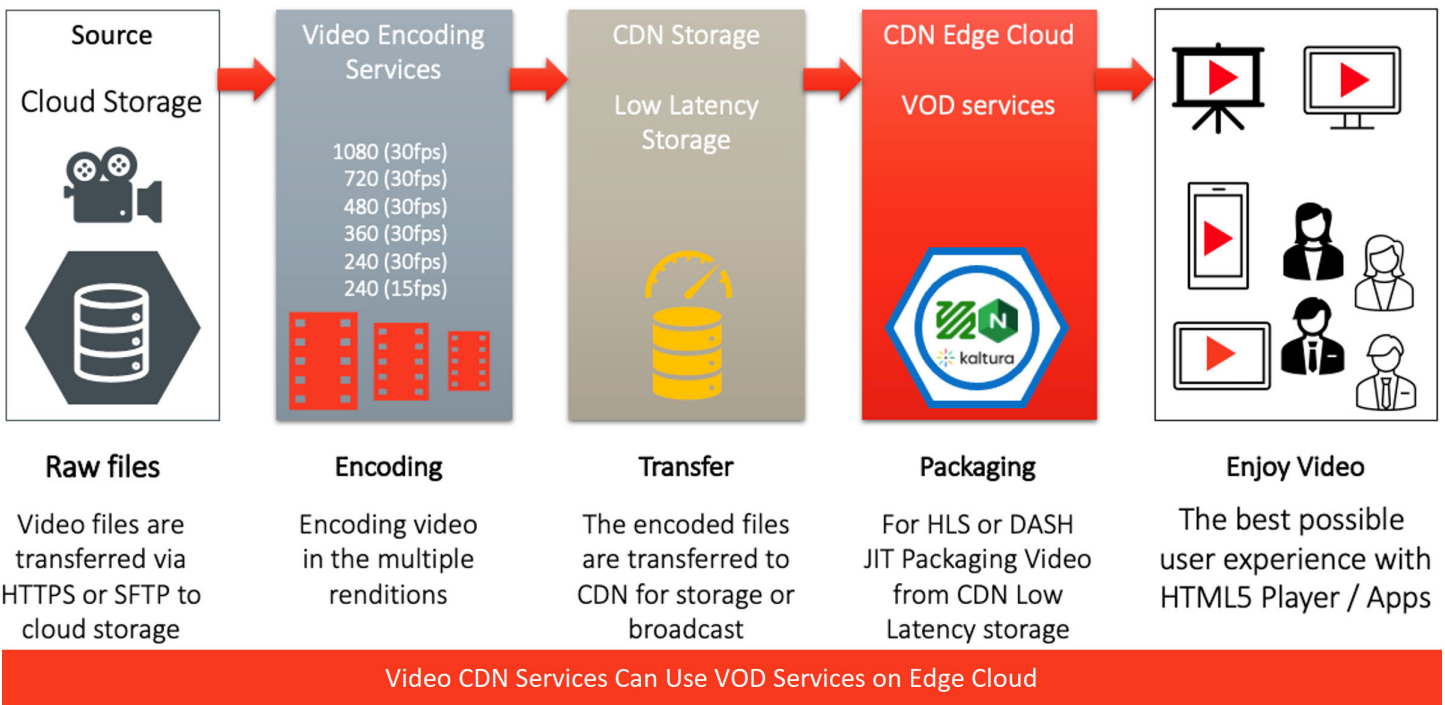 Source
Cloud Storage
Video Encoding
Services
1080 (30fps)
720 (30fps)
480 (30fps)
360 (30fps)
240 (30fps)
240 (15fps)
CDN Storage
Low Latency
Storage
CDN Edge Cloud
VOD services
N
kaltura
Raw files
Video files are
transferred via
HTTPS or SFTP to
cloud storage
Encoding
Encoding video
in the multiple
renditions
Transfer
The encoded files
are transferred to
CDN for storage or
broadcast
Packaging
For HLS or DASH
JIT Packaging Video
from CDN Low
Latency storage
Enjoy Video
The best possible
user experience with
HTML5 Player / Apps
Video CDN Services Can Use VOD Services on Edge Cloud